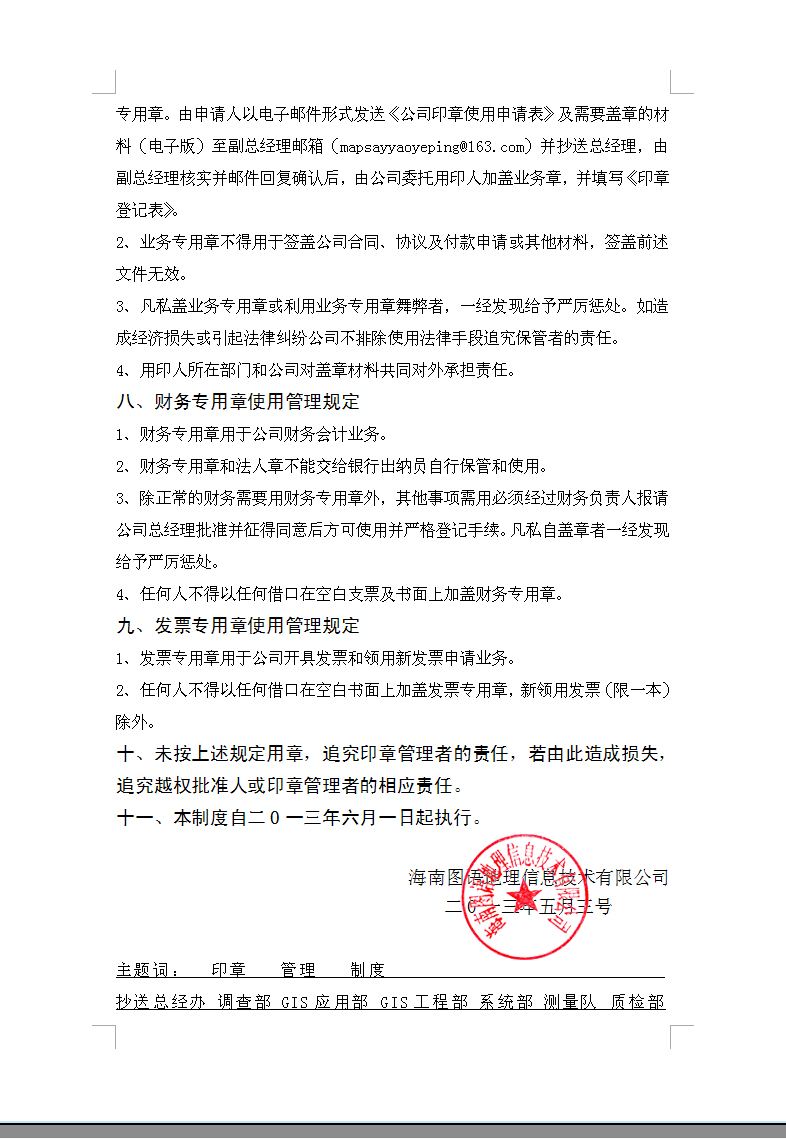 专用章。由申请人以电子邮件形式发送《公司印章使用申请表》及需要盖章的材
料（电子版）至副总经理邮箱（mapsayyaoyeping@163.com）并抄送总经理，由
副总经理核实并邮件回复确认后，由公司委托用印人加盖业务章，并填写《印章
登记表》。
2、业务专用章不得用于签盖公司合同、协议及付款申请或其他材料，签盖前述
文件无效。
3、凡私盖业务专用章或利用业务专用章舞弊者，一经发现给予严厉惩处。如造
成经济损失或引起法律纠纷公司不排除使用法律手段追究保管者的责任。
4、用印人所在部门和公司对盖章材料共同对外承担责任。
八、财务专用章使用管理规定
1、财务专用章用于公司财务会计业务。
2、财务专用章和法人章不能交给银行出纳员自行保管和使用。
3、除正常的财务需要用财务专用章外，其他事项需用必须经过财务负责人报请
公司总经理批准并征得同意后方可使用并严格登记手续。凡私自盖章者一经发现
给予严厉惩处。
4、任何人不得以任何借口在空白支票及书面上加盖财务专用章。
九、发票专用章使用管理规定
1、发票专用章用于公司开具发票和领用新发票申请业务。
2、任何人不得以任何借口在空白书面上加盖发票专用章，新领用发票（限一本）
除外。
十、未按上述规定用章，追究印章管理者的责任，若由此造成损失，
追究越权批准人或印章管理者的相应责任。
十一、本制度自二0一三年六月一日起执行。
海南图语地理信息技术有限公司
海南图语地理信息技术有限公司
二0一三年五月三号
主题词： 印章 管理 制度
抄送总经办 调查部 GIS应用部 GIS工程部 系统部 测量队 质检部